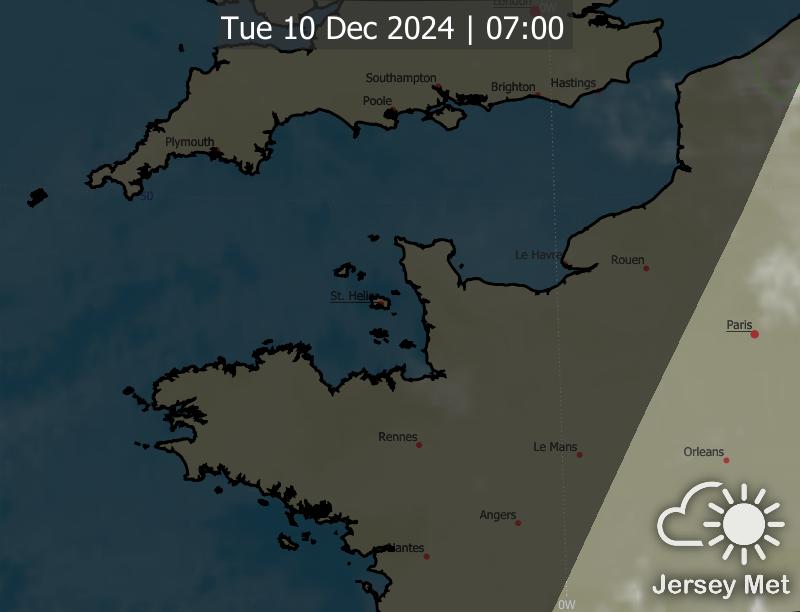 London
0W
Tue 10 Dec 2024 | 07:00
Southampton
Brighton
Hastings
Poole
Plymouth
50
Le Havre
Rouen
St. Helier
Paris
Rennes
Le Mans
Orleans
Angers
Nantes
0W
Jersey Met